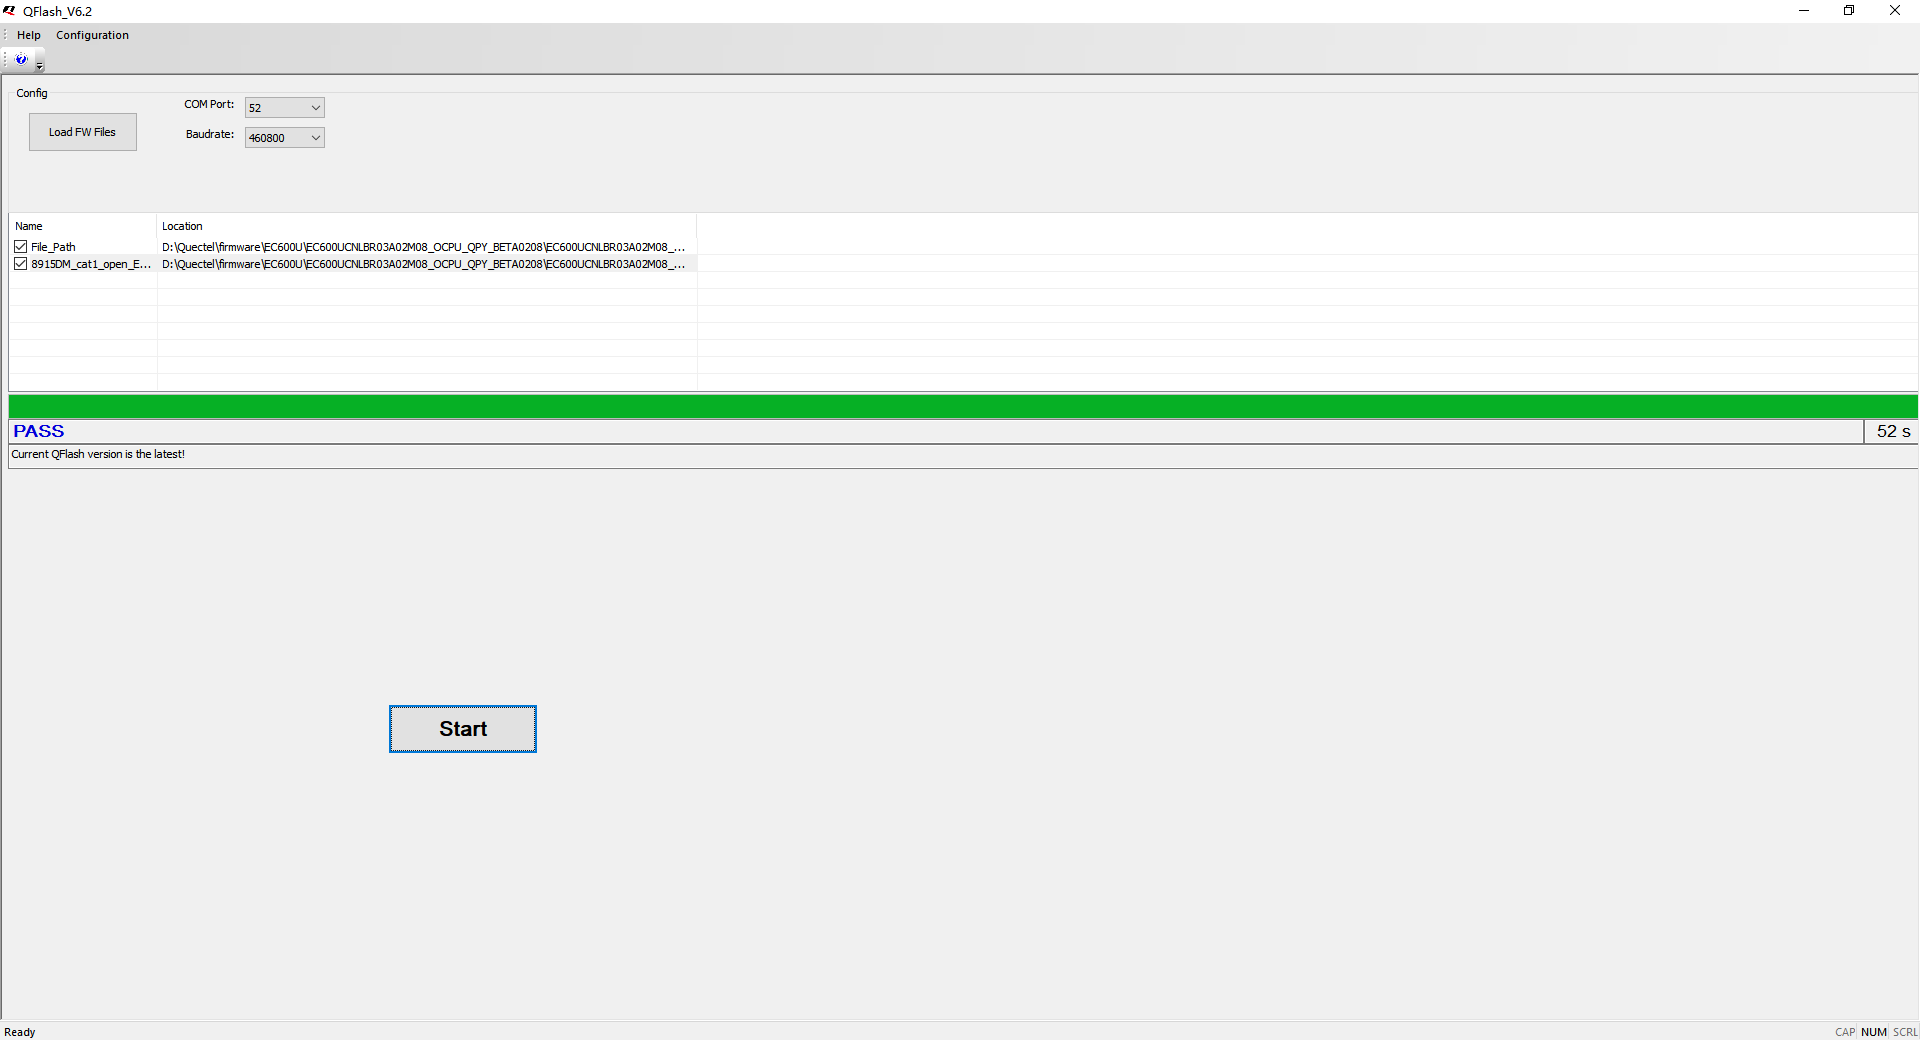 QFlash_V6.2
Help Configuration
Config
COM Port: 52
Load FW Files
Baudrate: 460800
Name Location
File_Path D:\Quectel\firmware\EC600U\EC600UCNLBR03A02M08_OCPU_QPY_BETA0208\EC600UCNLBR03A02M08_...
8915DM_cat1_open_E... D:\Quectel\firmware\EC600U\EC600UCNLBR03A02M08_OCPU_QPY_BETA0208\EC600UCNLBR03A02M08_...
PASS 52 s
Current QFlash version is the latest!
Start
Ready CAP NUM SCRL